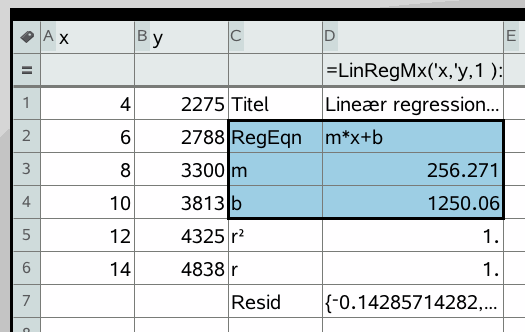 A x B y C D E
= =LinRegMx('x,'y,1 ):
1 4 2275 Titel Lineær regression...
2 6 2788 RegEqn m*x+b
3 8 3300 m 256.271
4 10 3813 b 1250.06
5 12 4325 r² 1.
6 14 4838 r 1.
7 Resid {⁻0.14285714282,...